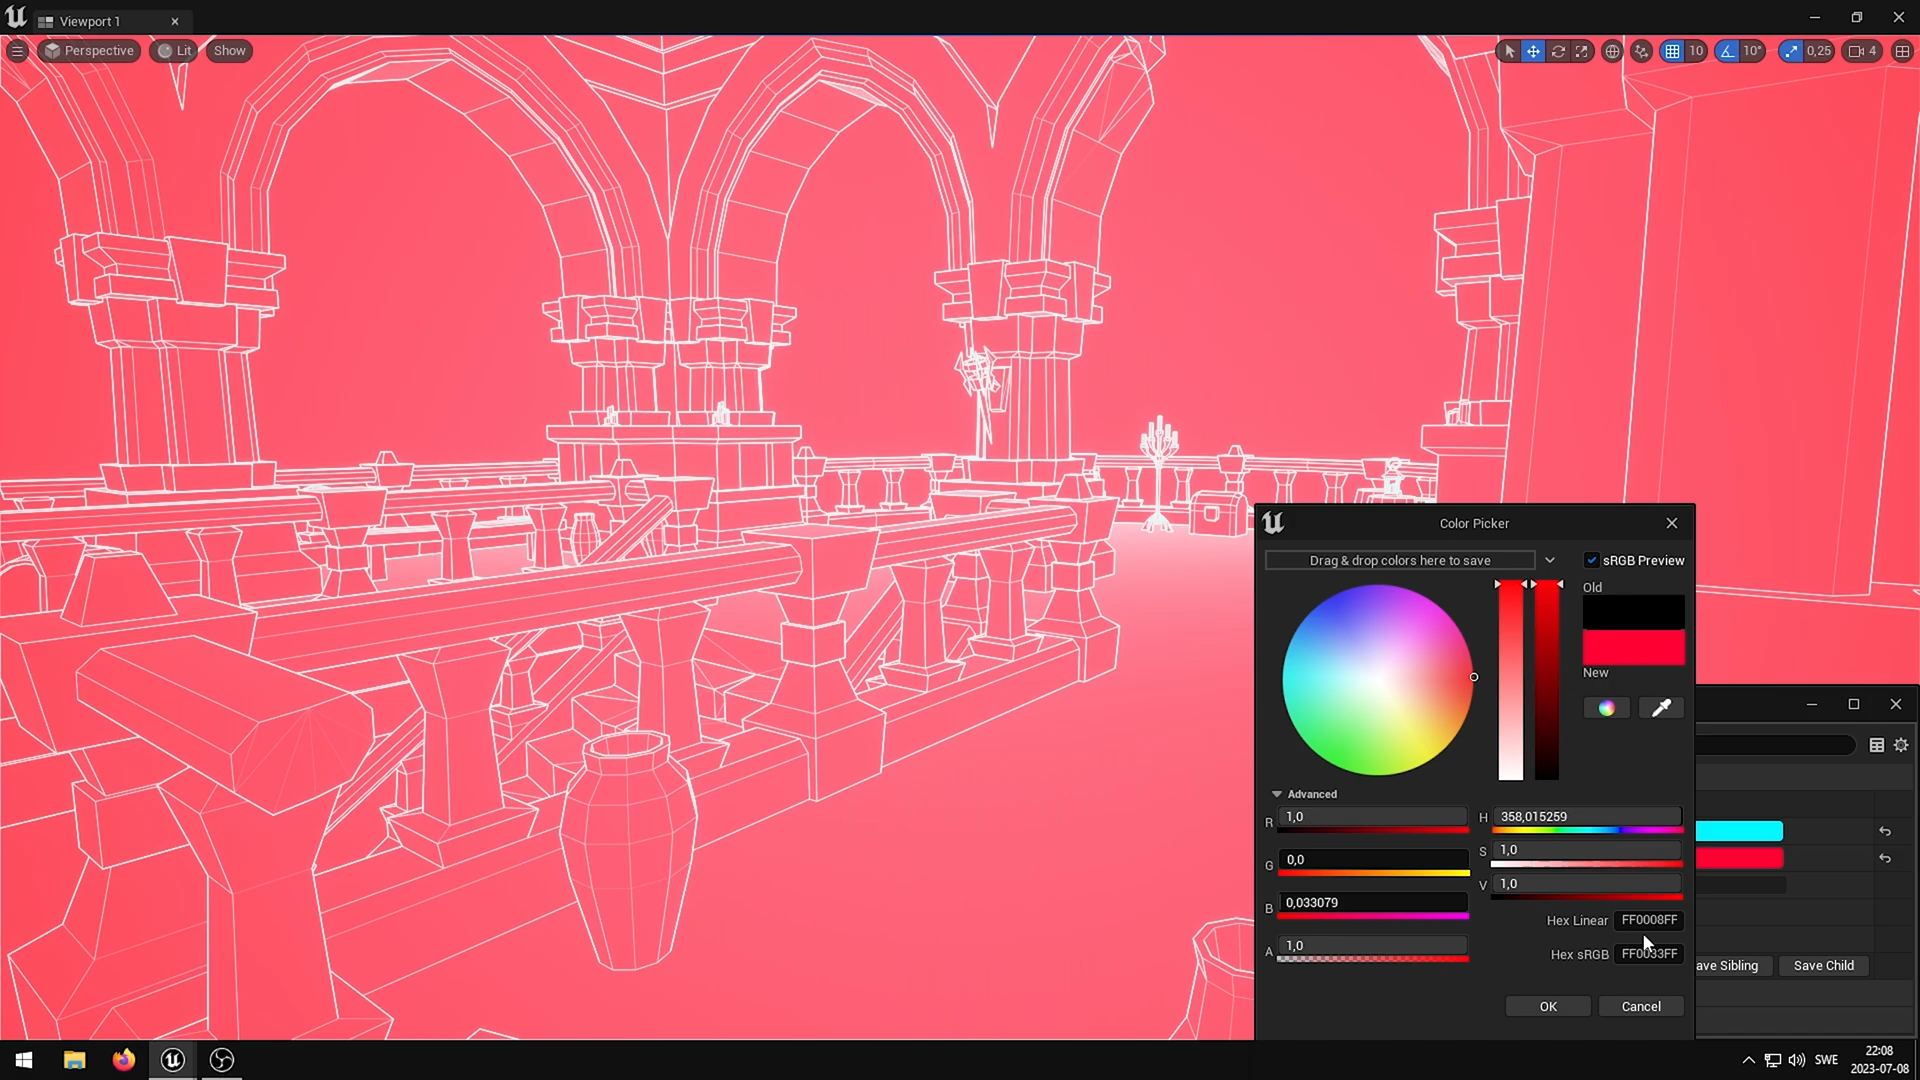 Viewport 1
Perspective
Lit
Show
10
10°
0,25
4
Color Picker
Drag & drop colors here to save
sRGB Preview
Old
New
Advanced
R
1,0
H
358,015259
G
0,0
S
1,0
B
0,033079
V
1,0
Hex Linear
FF0008FF
A
1,0
Hex sRGB
FF0033FF
OK
Cancel
ave Sibling
Save Child
SWE
22:08
2023-07-08